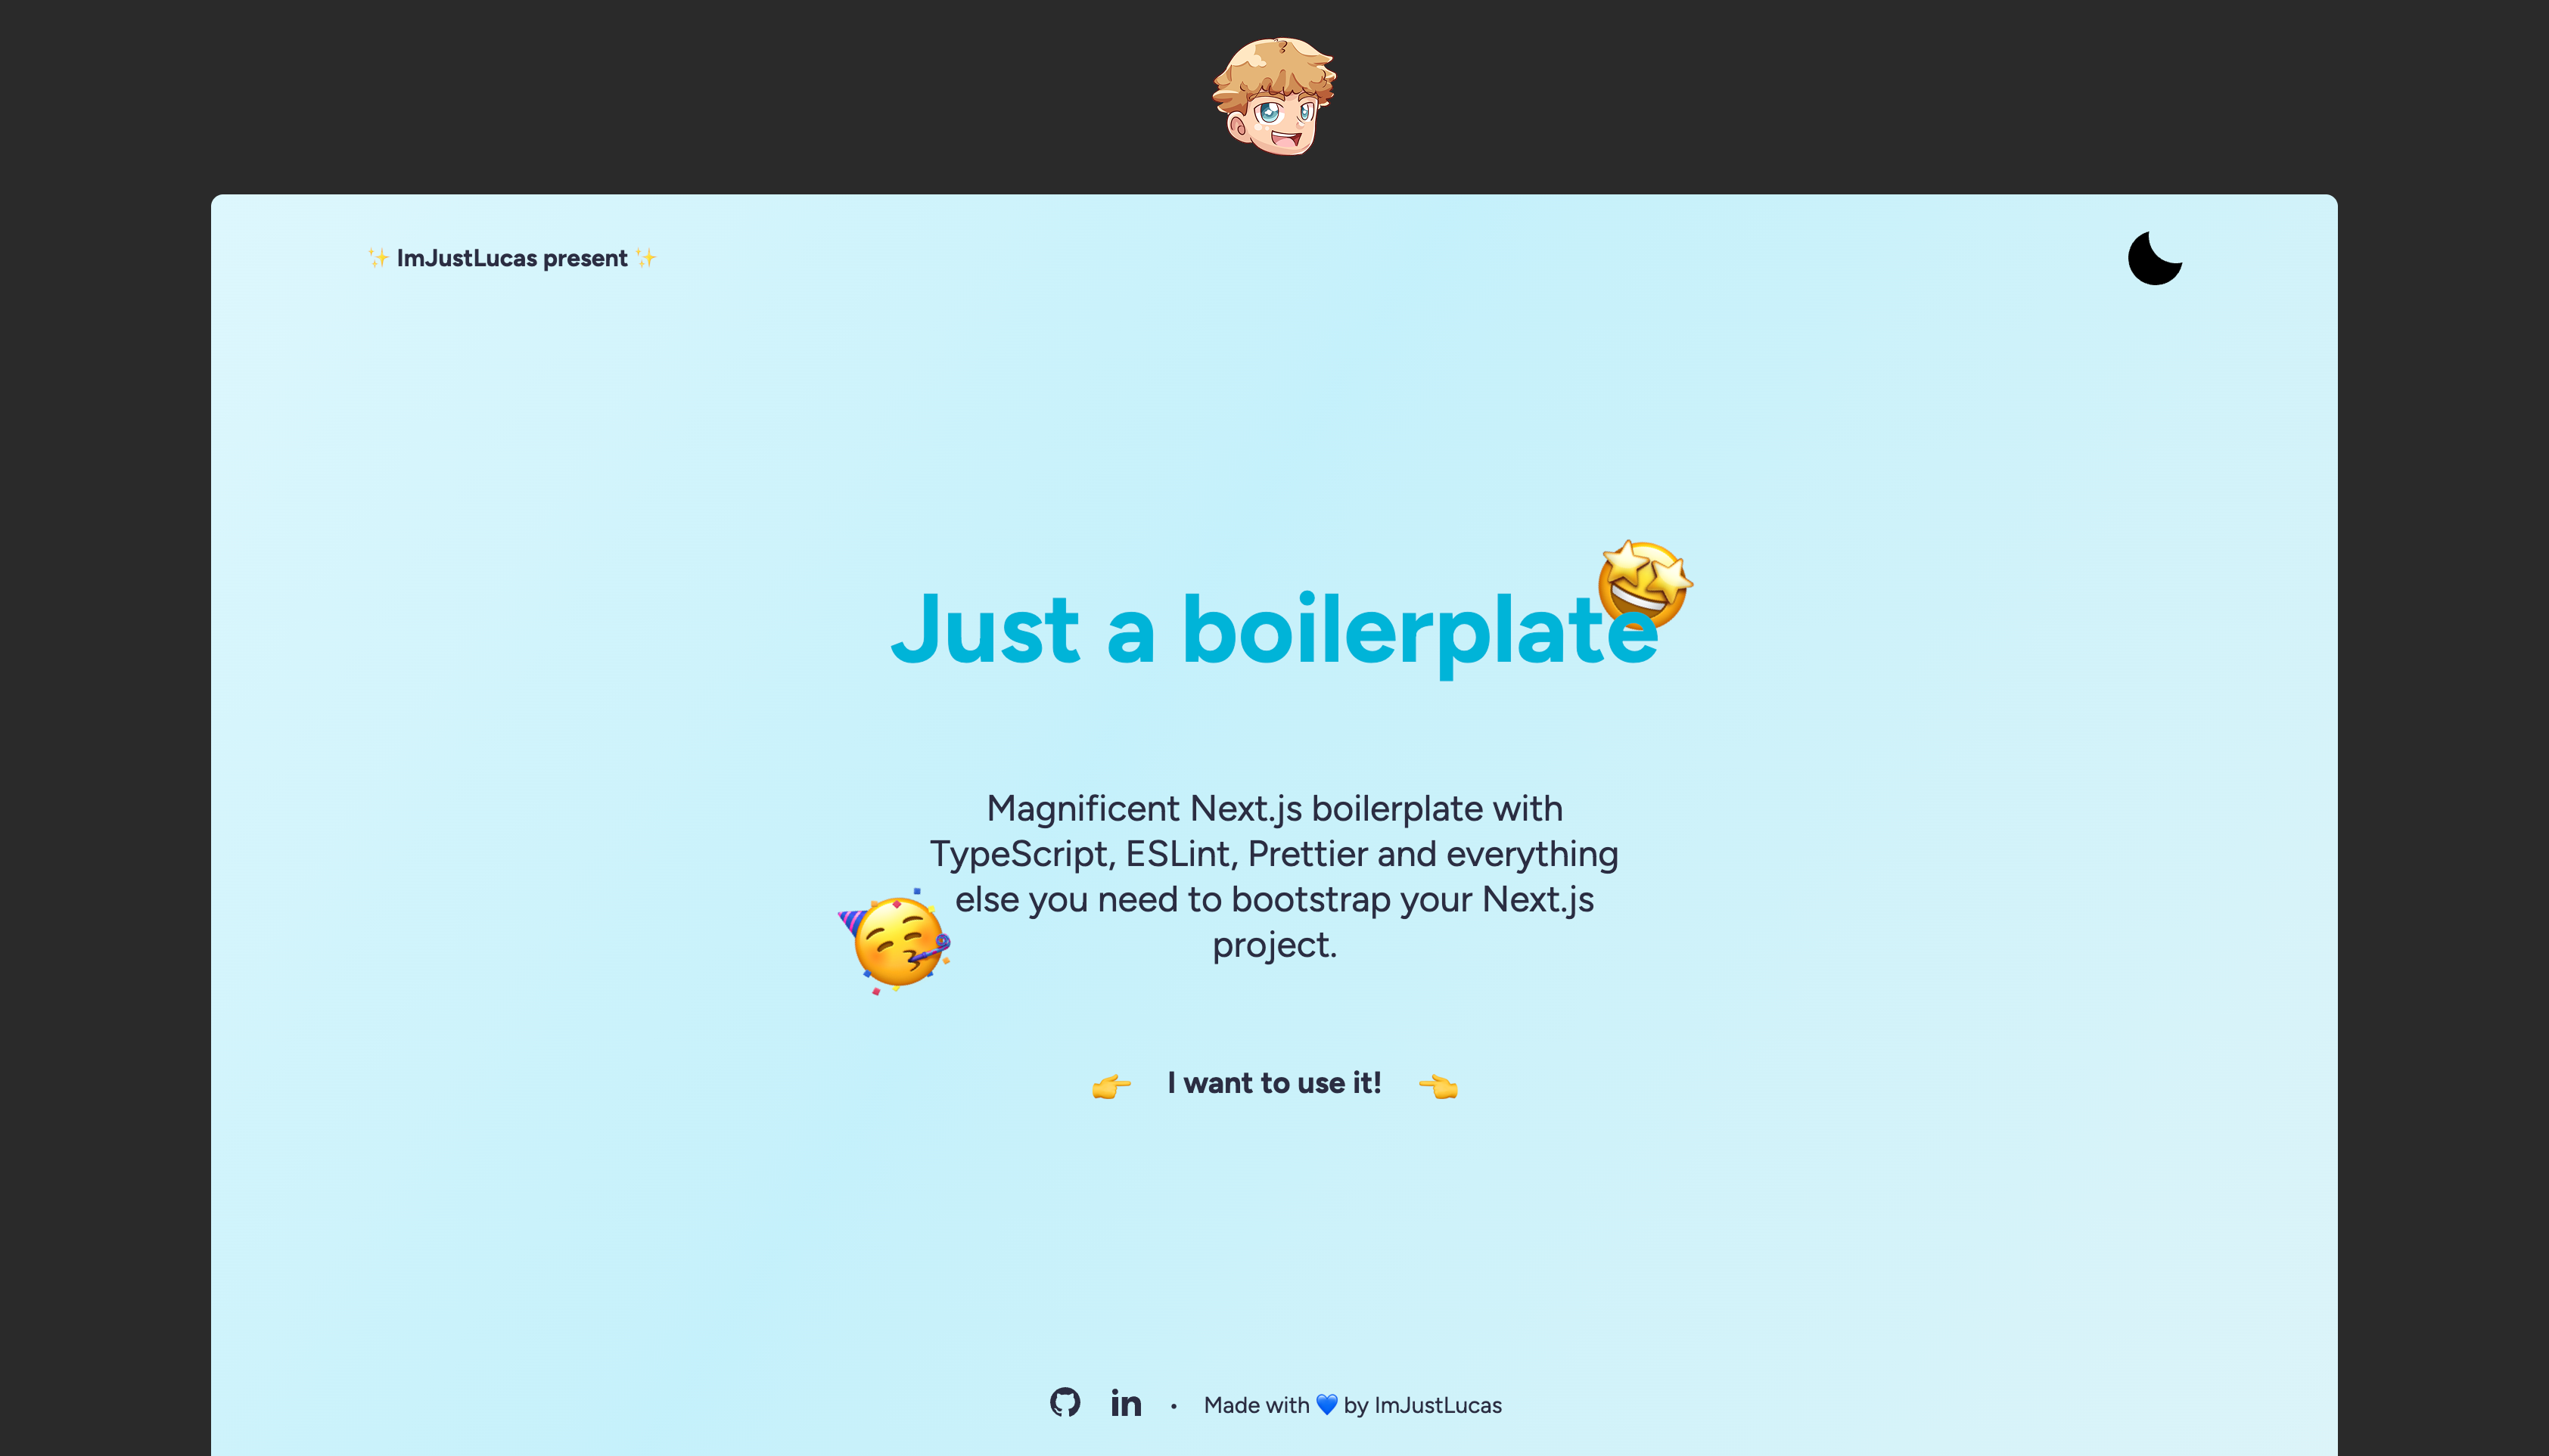 ✨ ImJustLucas present ✨
Just a boilerplate
Magnificent Next.js boilerplate with
TypeScript, ESLint, Prettier and everything
else you need to bootstrap your Next.js
project.
👉 I want to use it! 👈
in • Made with 💙 by ImJustLucas